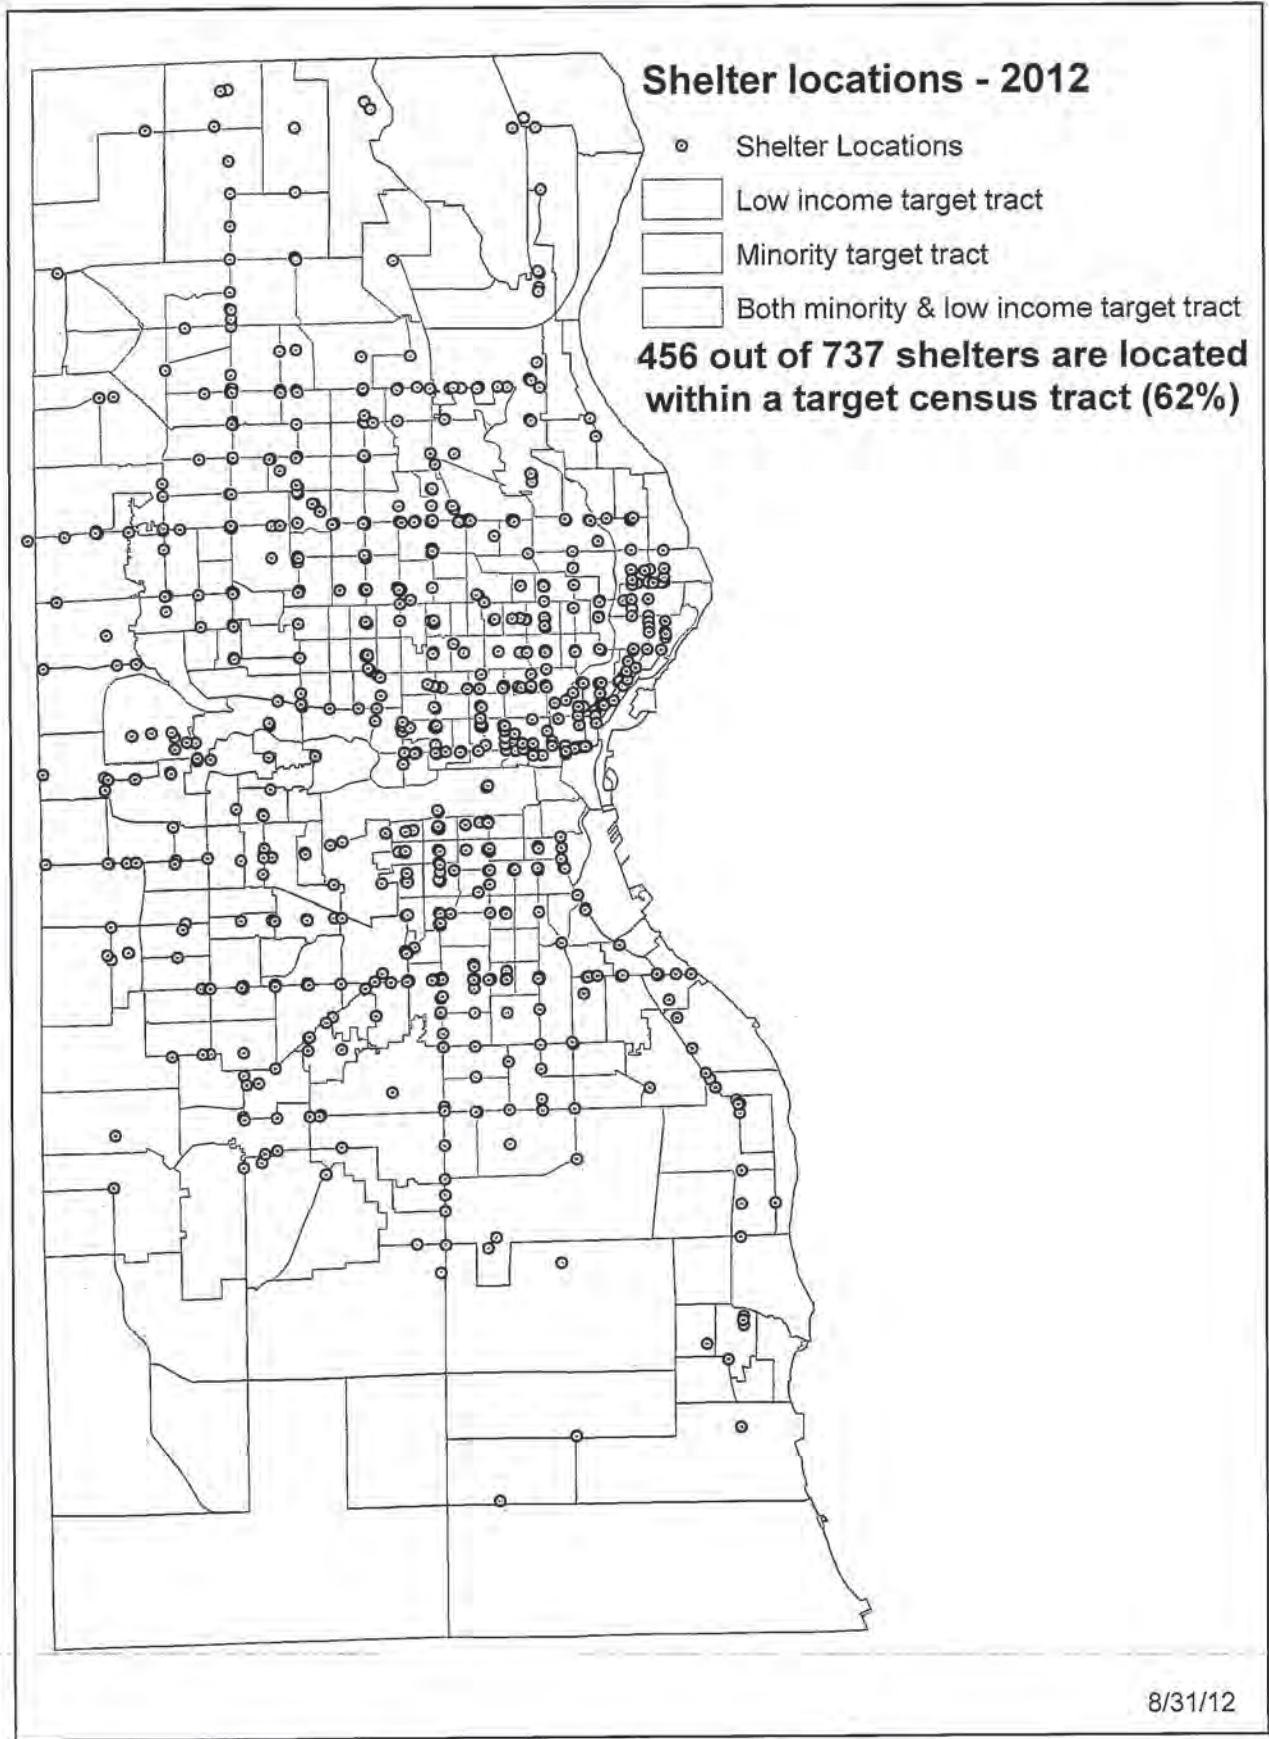 Shelter locations - 2012
Shelter Locations
Low income target tract
Minority target tract
Both minority & low income target tract
456 out of 737 shelters are located
within a target census tract (62%)
8/31/12